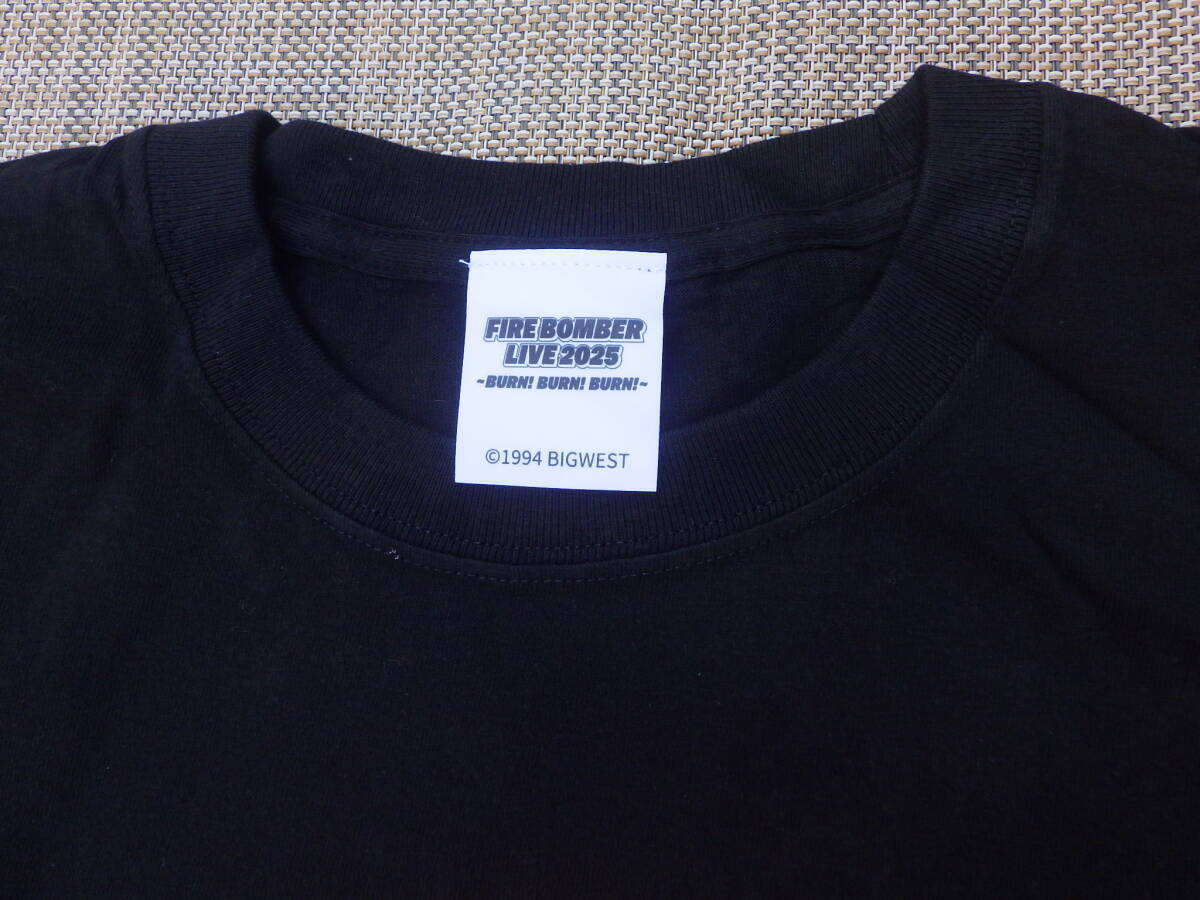 FIRE BOMBER
LIVE 2025
~BURN! BURN! BURN!~
©1994 BIGWEST